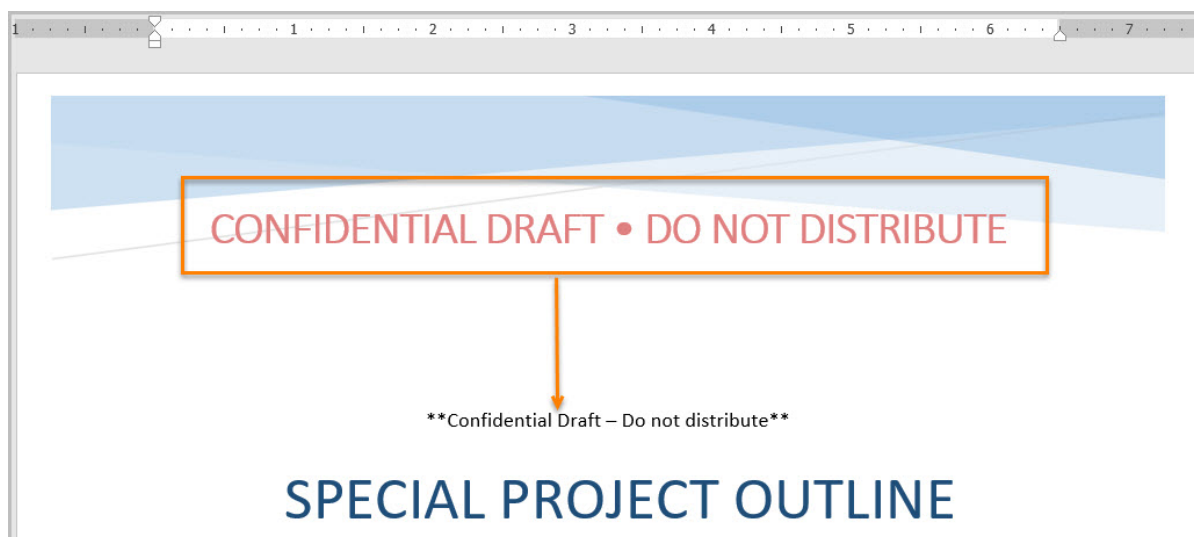 1 1 2 3 4 5 6 7
CONFIDENTIAL DRAFT • DO NOT DISTRIBUTE
**Confidential Draft – Do not distribute**
SPECIAL PROJECT OUTLINE